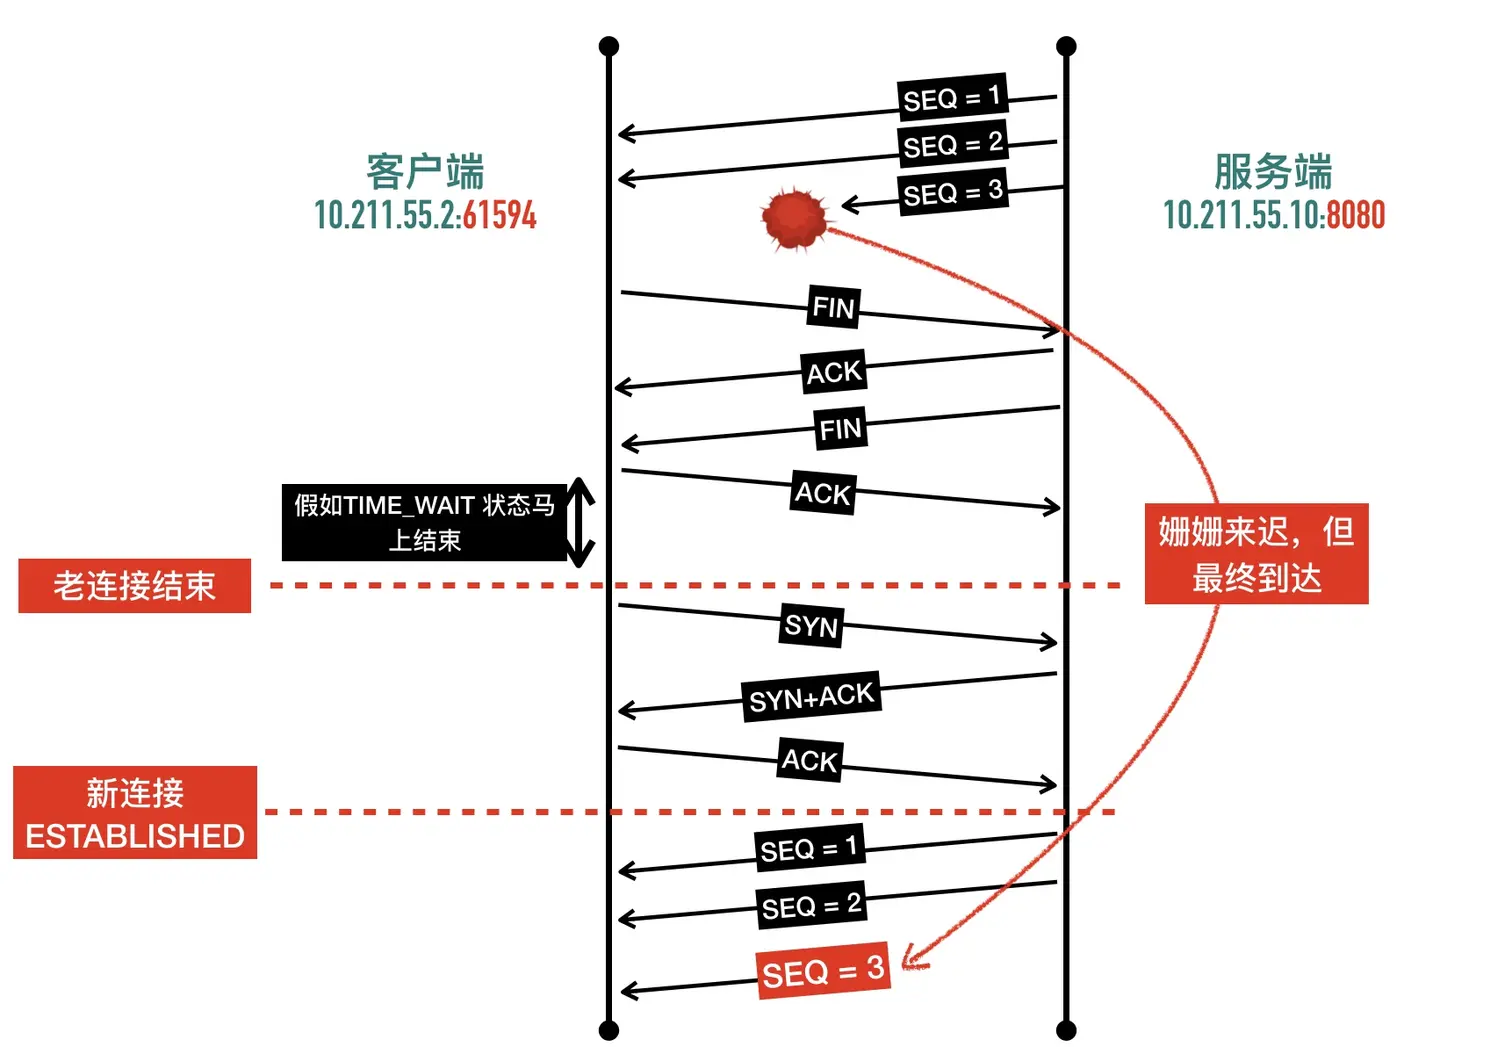 SEQ = 1
SEQ = 2
客户端
10.211.55.2:61594
SEQ = 3
服务端
10.211.55.10:8080
FIN
ACK
FIN
ACK
假如TIME_WAIT 状态马
上结束
姗姗来迟，但
最终到达
老连接结束
SYN
SYN+ACK
ACK
新连接
ESTABLISHED
SEQ = 1
SEQ = 2
SEQ = 3